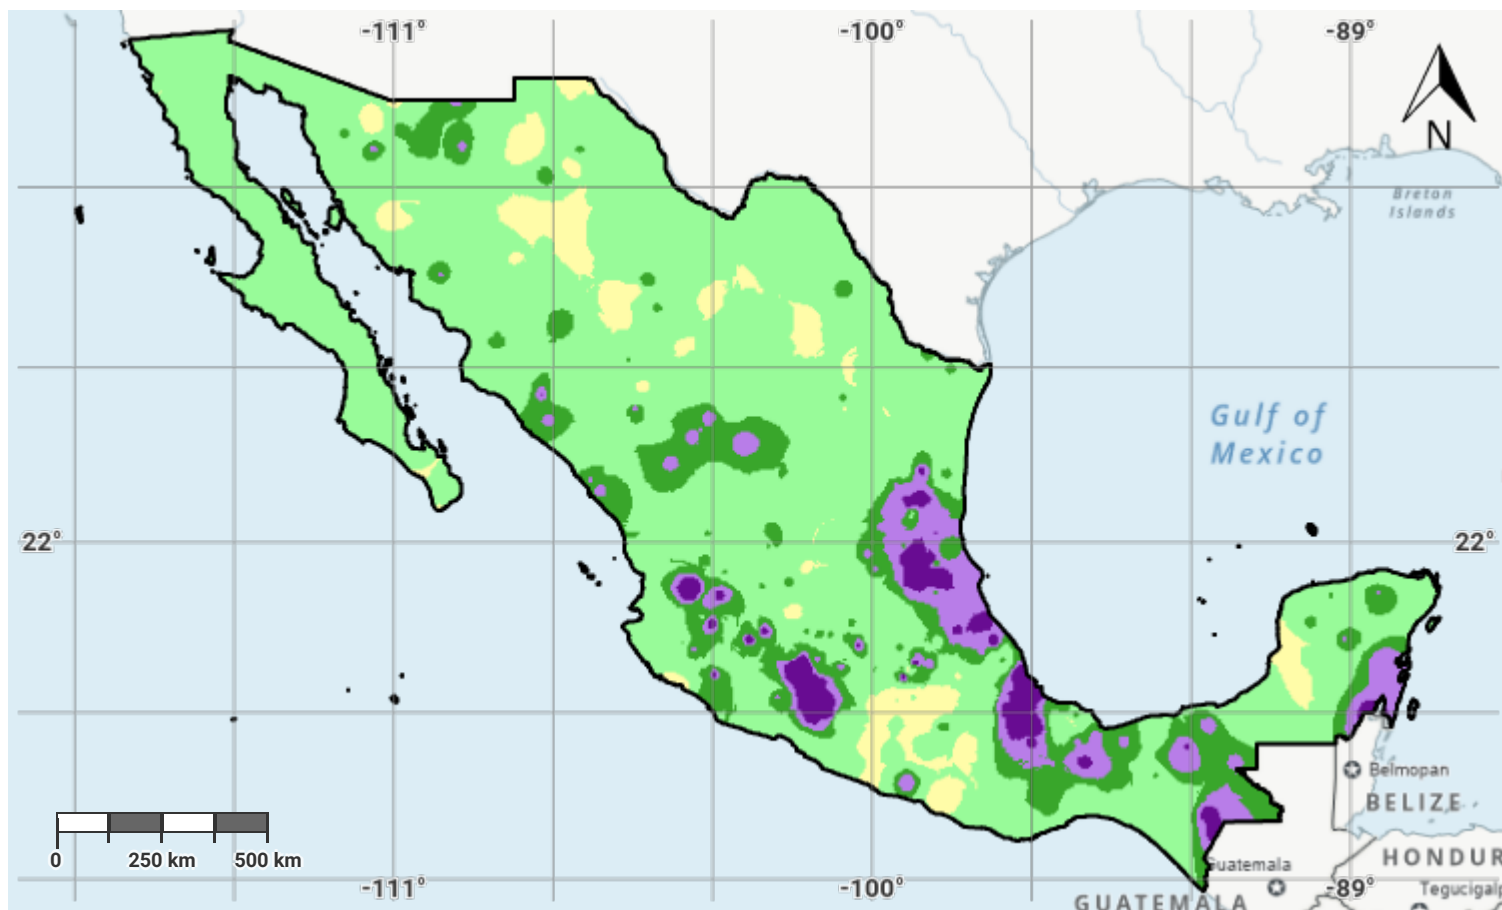 -111°
-100°
-89°
N
Breton
Islands
Gulf of
Mexico
22°
22°
Belmopan
BELIZE
0
250 km
500 km
HONDUR
Guatemala
-111°
-100°
-89°
Tegucigalp
GUATEMALA